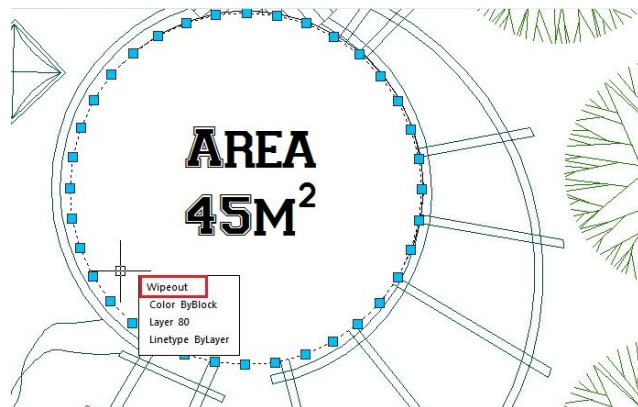 AREA
45M²
Wipeout
Color ByBlock
Layer 80
Linetype ByLayer